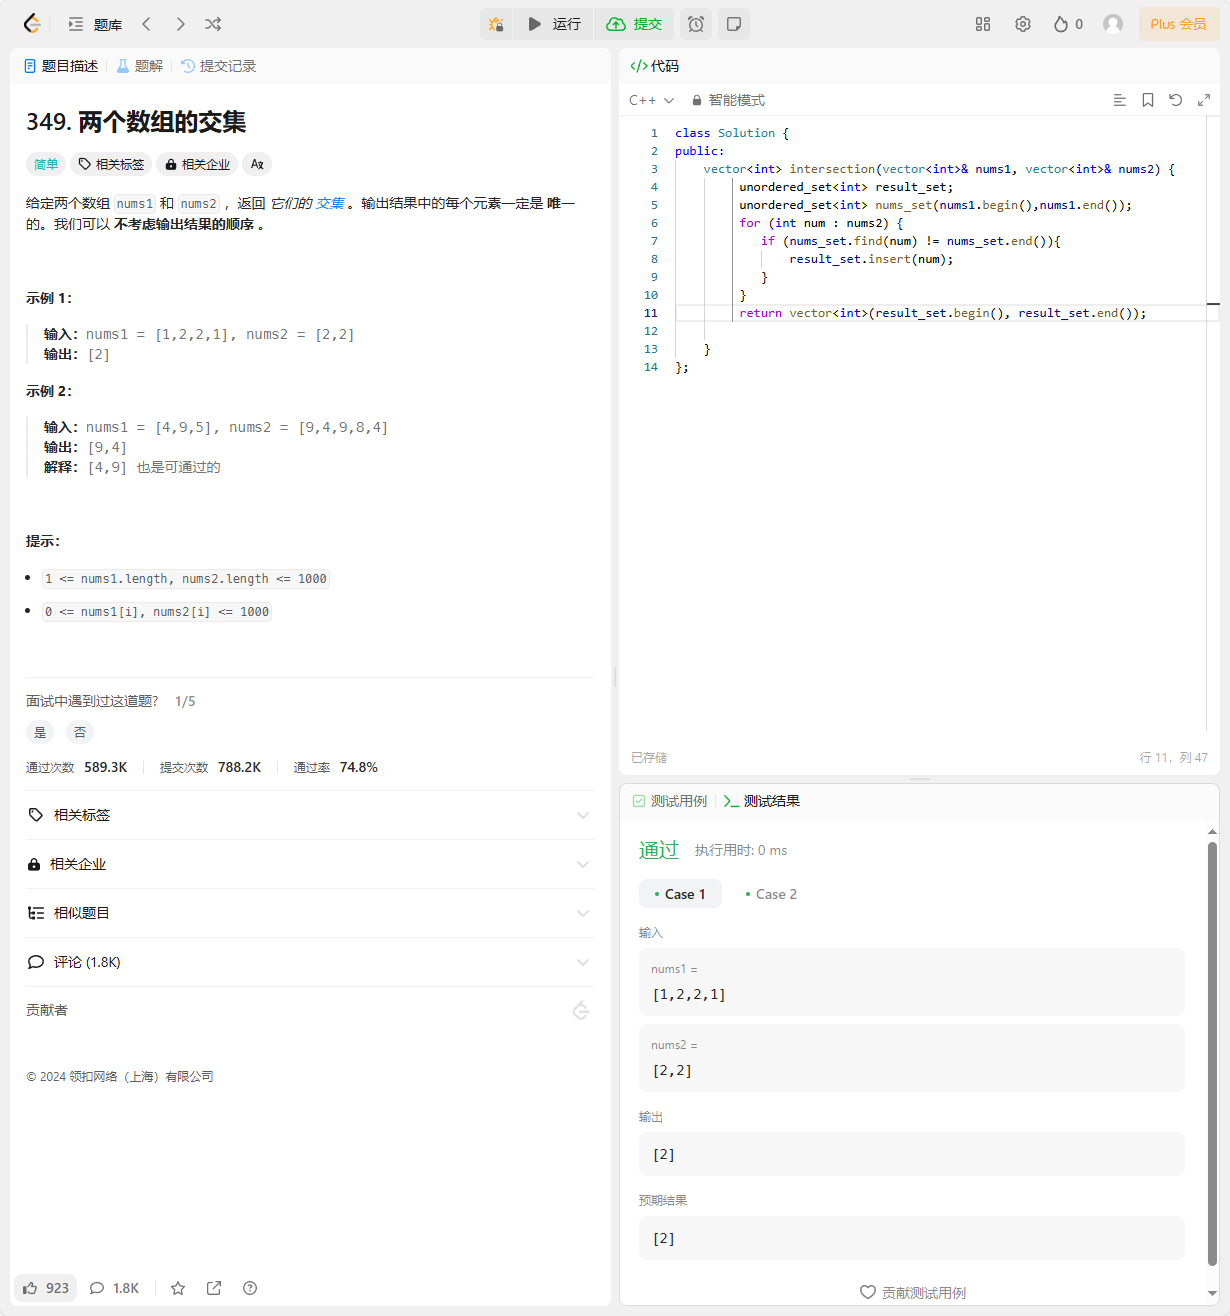 题库
运行
提交
0
Plus 会员
题目描述
题解
提交记录
349. 两个数组的交集
简单
相关标签
相关企业
给定两个数组 nums1 和 nums2 ，返回 它们的 交集 。输出结果中的每个元素一定是 唯一
的。我们可以 不考虑输出结果的顺序 。
示例 1：
输入：nums1 = [1,2,2,1], nums2 = [2,2]
输出：[2]
示例 2：
输入：nums1 = [4,9,5], nums2 = [9,4,9,8,4]
输出：[9,4]
解释：[4,9] 也是可通过的
提示：
1 <= nums1.length, nums2.length <= 1000
0 <= nums1[i], nums2[i] <= 1000
面试中遇到过这道题? 1/5
是
否
通过次数 589.3K
提交次数 788.2K
通过率 74.8%
相关标签
相关企业
相似题目
评论 (1.8K)
贡献者
© 2024 领扣网络（上海）有限公司
923
1.8K
</>代码
C++
智能模式
1 class Solution {
2 public:
3 vector<int> intersection(vector<int>& nums1, vector<int>& nums2) {
4 unordered_set<int> result_set;
5 unordered_set<int> nums_set(nums1.begin(),nums1.end());
6 for (int num : nums2) {
7 if (nums_set.find(num) != nums_set.end()){
8 result_set.insert(num);
9 }
10 }
11 return vector<int>(result_set.begin(), result_set.end());
12
13 }
14 };
已存储
行 11，列 47
测试用例
测试结果
通过
执行用时: 0 ms
Case 1
Case 2
输入
nums1 =
[1,2,2,1]
nums2 =
[2,2]
输出
[2]
预期结果
[2]
贡献测试用例